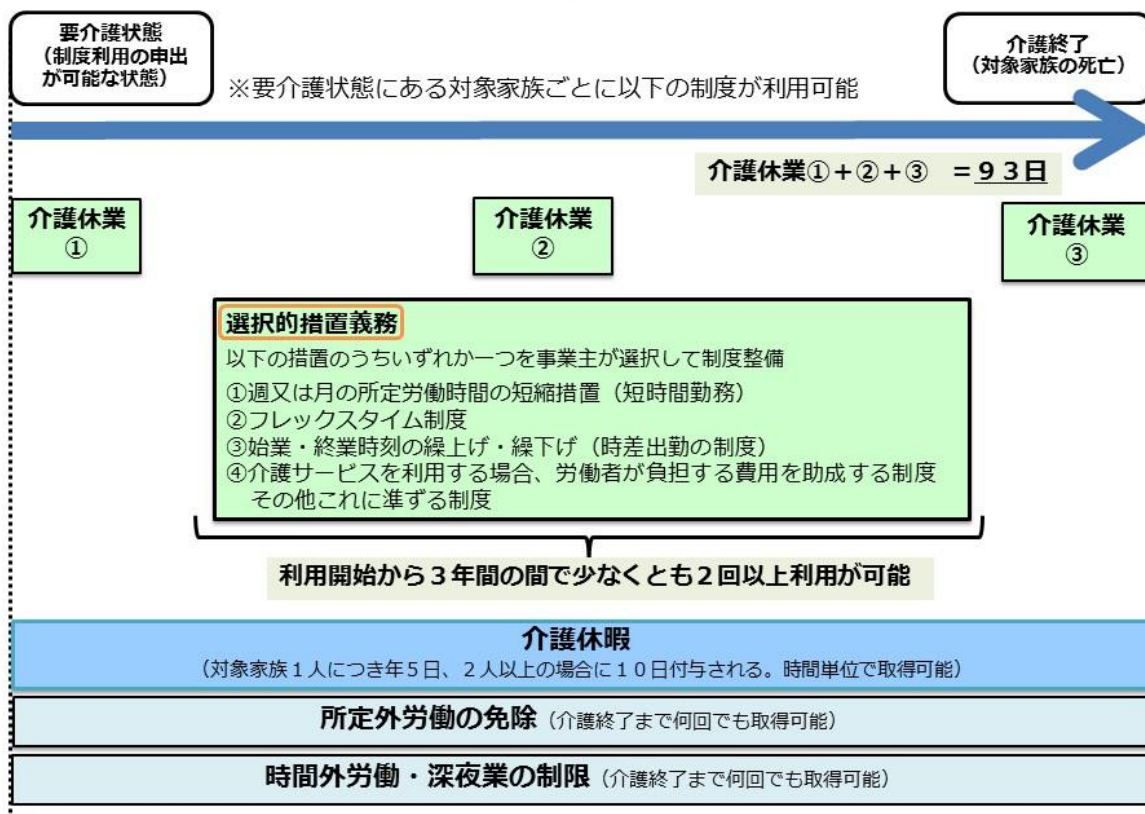 要介護状態
(制度利用の申出
が可能な状態)
介護終了
(対象家族の死亡)
※要介護状態にある対象家族ごとに以下の制度が利用可能
介護休業①+②+③ =93日
介護休業
①
介護休業
②
介護休業
③
選択的措置義務
以下の措置のうちいずれか一つを事業主が選択して制度整備
①週又は月の所定労働時間の短縮措置(短時間勤務)
②フレックスタイム制度
③始業・終業時刻の繰上げ・繰下げ(時差出勤の制度)
④介護サービスを利用する場合、労働者が負担する費用を助成する制度
その他これに準ずる制度
利用開始から3年間の間で少なくとも2回以上利用が可能
介護休暇
(対象家族1人につき年5日、2人以上の場合に10日付与される。時間単位で取得可能)
所定外労働の免除(介護終了まで何回でも取得可能)
時間外労働・深夜業の制限(介護終了まで何回でも取得可能)